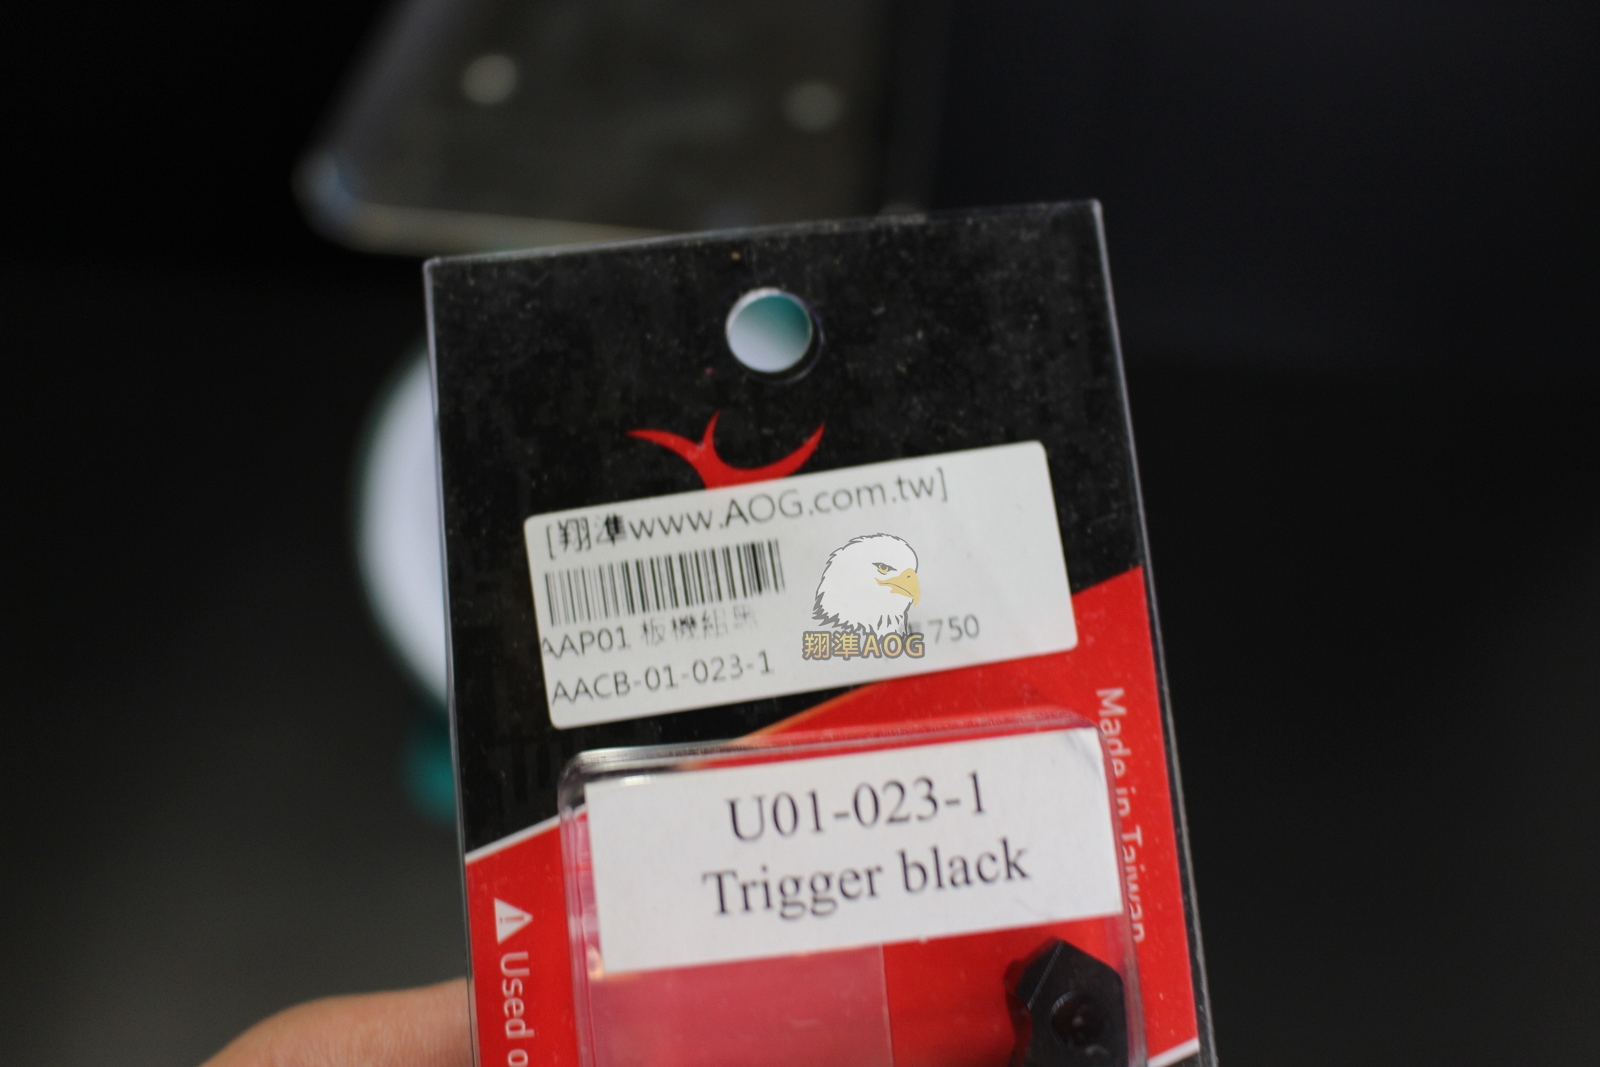 [翔準www.AOG.com.tw]
AAP01 板機組黑
750
AACB-01-023-1
翔準AOG
U01-023-1
Trigger black
Made in Taiwan
Used